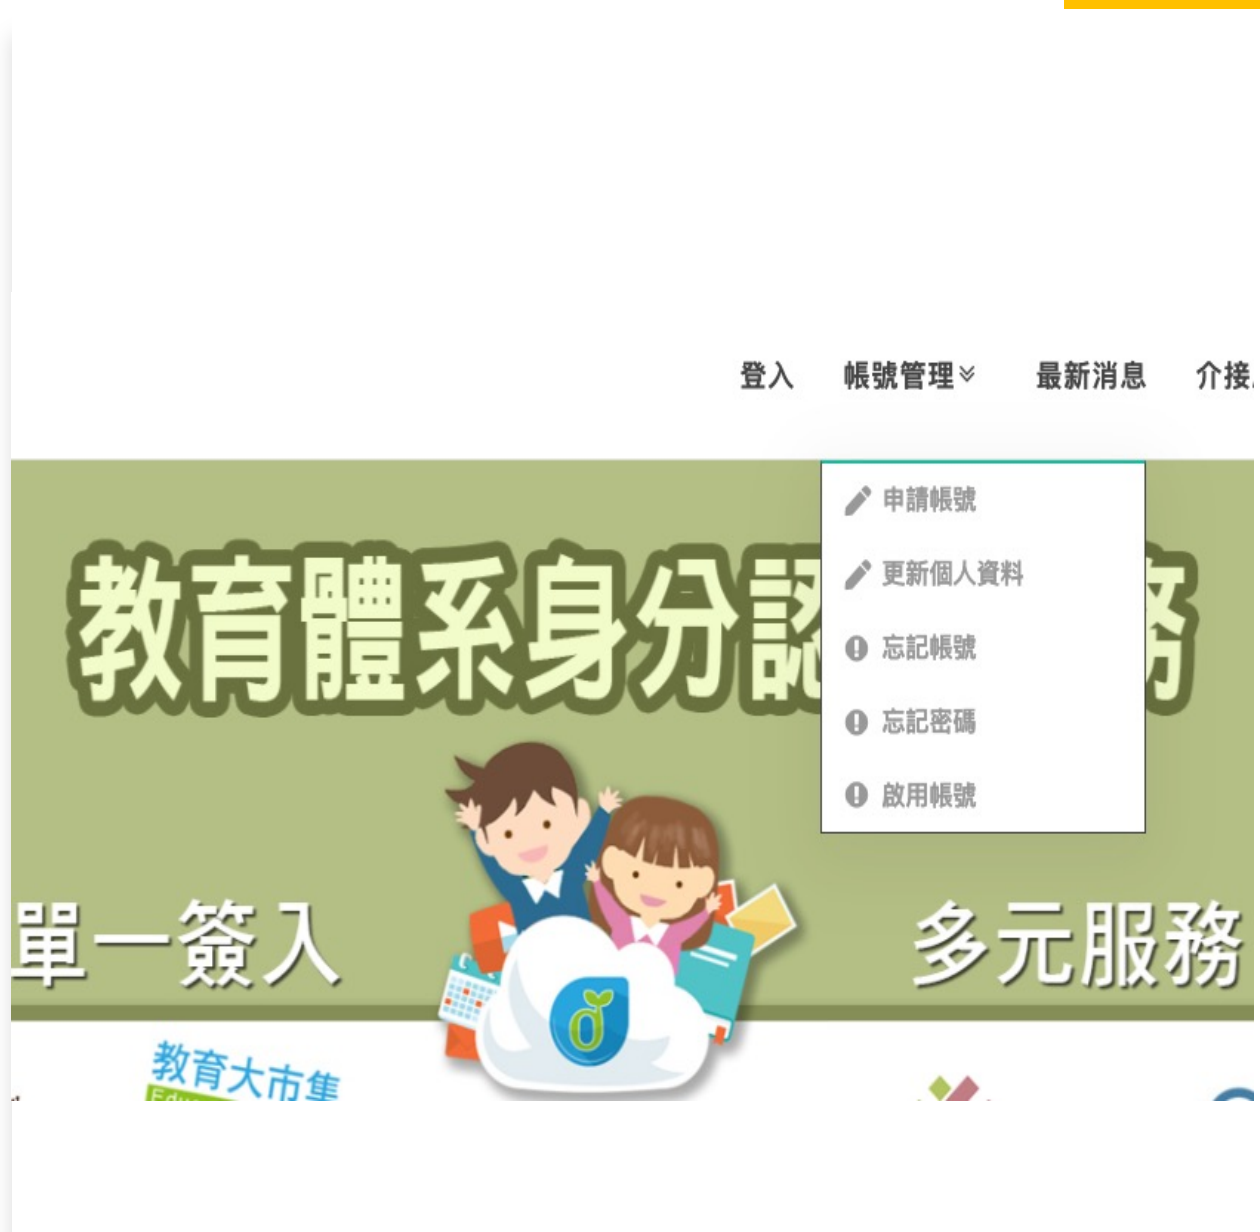 登入 帳號管理 最新消息 介接
申請帳號
更新個人資料
忘記帳號
忘記密碼
啟用帳號
教育體系身分認 務
單一簽入 多元服務
教育大市集